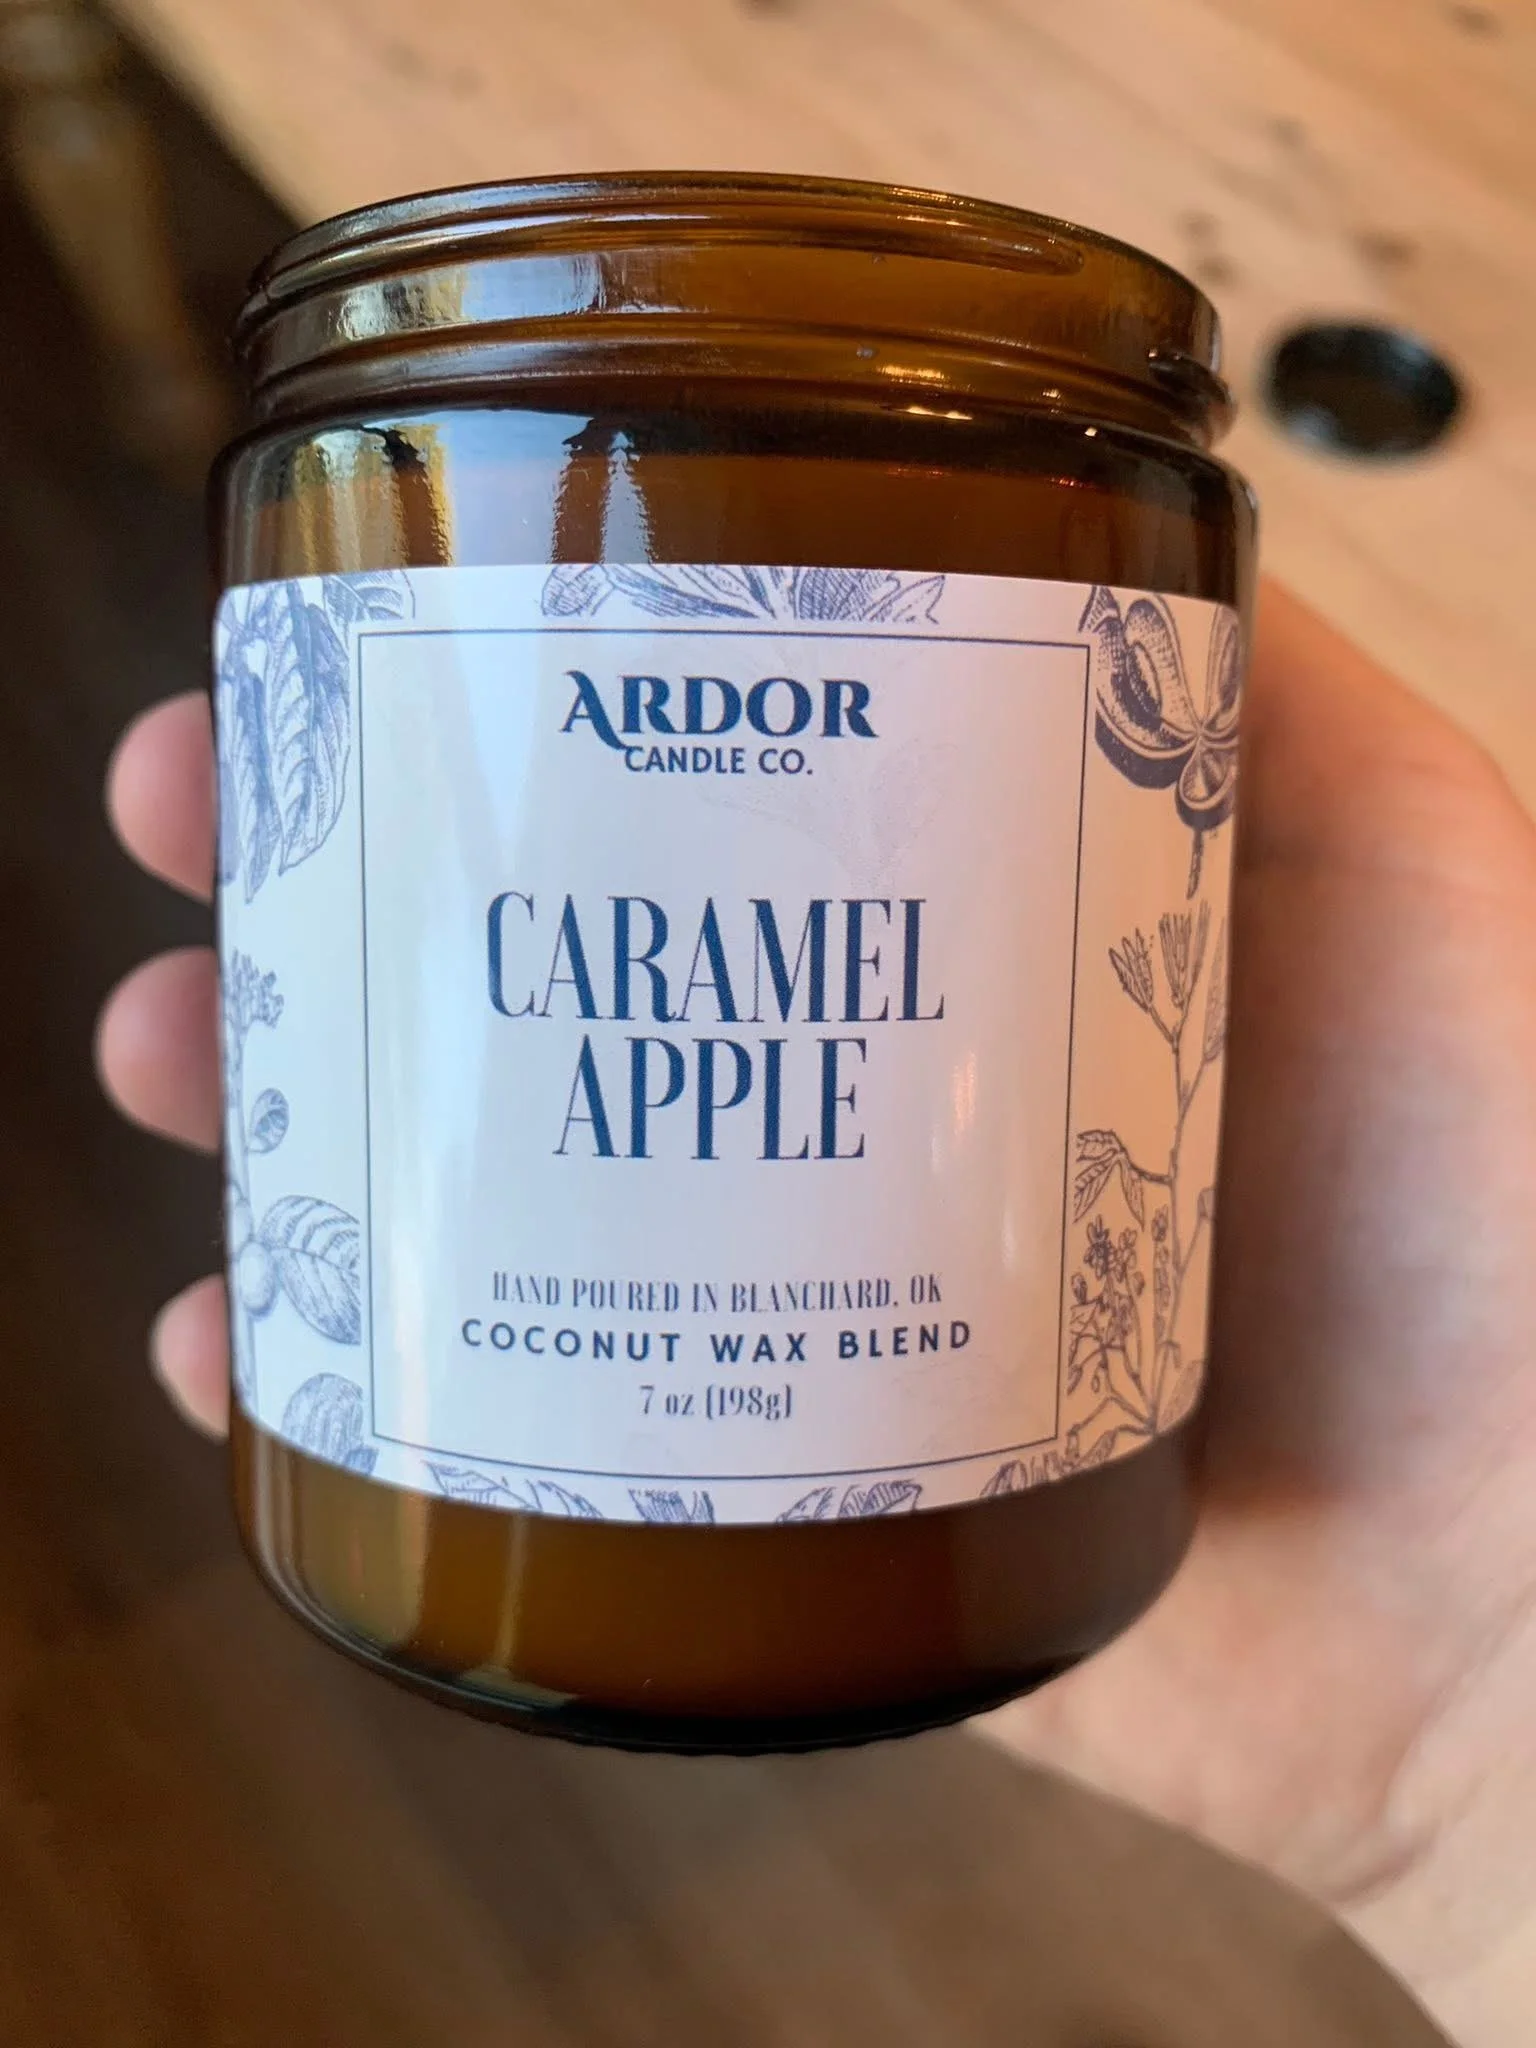 ARDOR
CANDLE CO.
CARAMEL
APPLE
HAND POURED IN BLANCHARD, OK
COCONUT WAX BLEND
7 oz (198g)